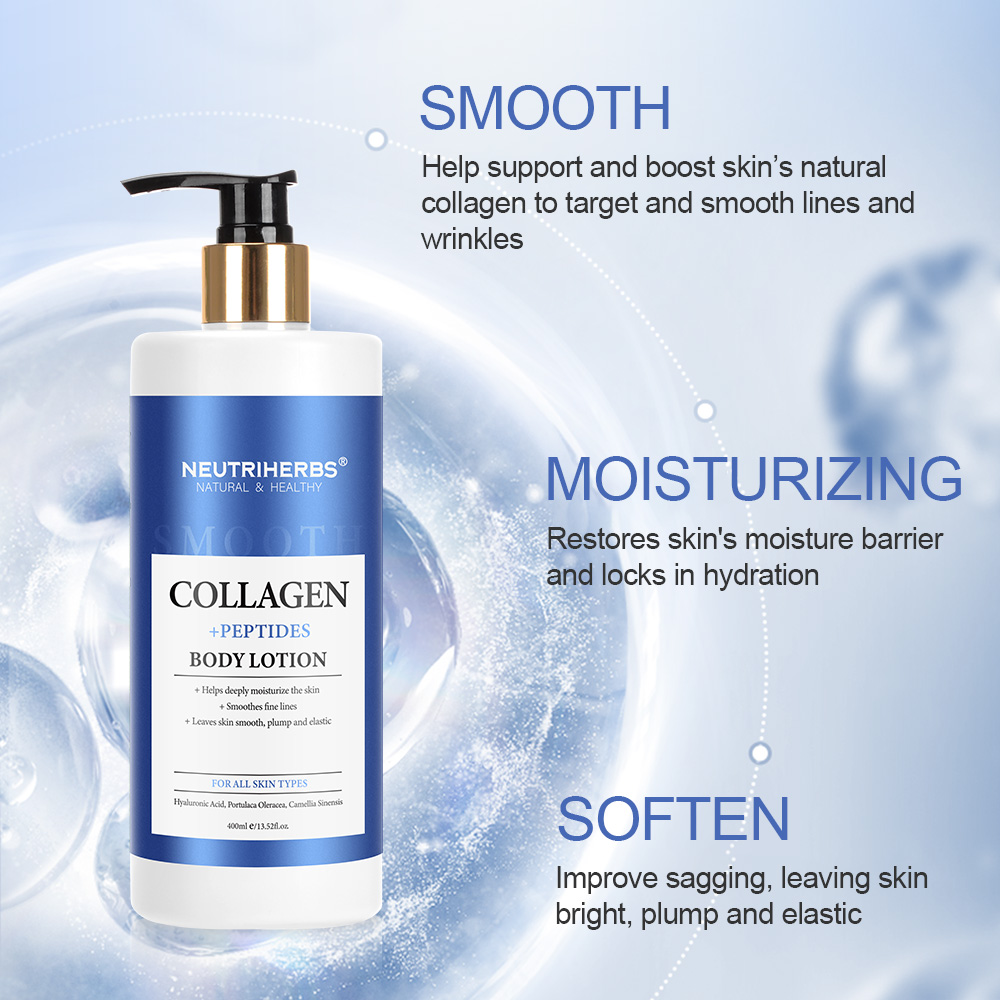 SMOOTH
Help support and boost skin’s natural
collagen to target and smooth lines and
wrinkles
NEUTRIHERBS®
NATURAL & HEALTHY
SMOOTH
COLLAGEN
+PEPTIDES
BODY LOTION
+ Helps deeply moisturize the skin
+ Smoothes fine lines
+ Leaves skin smooth, plump and elastic
FOR ALL SKIN TYPES
Hyaluronic Acid, Portulaca Oleracea, Camellia Sinensis
400ml e/13.52fl.oz.
MOISTURIZING
Restores skin's moisture barrier
and locks in hydration
SOFTEN
Improve sagging, leaving skin
bright, plump and elastic